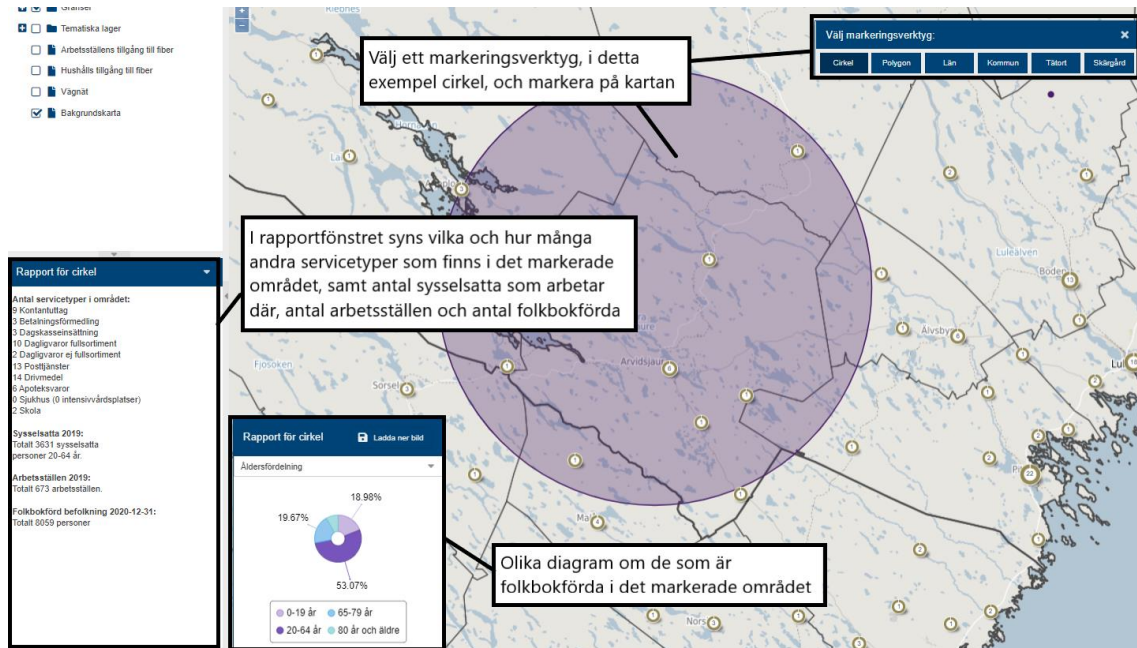 Gränser
Tematiska lager
Arbetsställens tillgång till fiber
Hushålls tillgång till fiber
Vägnät
Bakgrundskarta
Välj ett markeringsverktyg, i detta
exempel cirkel, och markera på kartan
Välj markeringsverktyg:
Cirkel Polygon Län Kommun Tätort Skärgård
I rapportfönstret syns vilka och hur många
andra servicetyper som finns i det markerade
området, samt antal sysselsatta som arbetar
där, antal arbetsställen och antal folkbokförda
Rapport för cirkel
Antal servicetyper i området:
9 Kontantuttag
3 Betalningsförmedling
3 Dagskasseinsättning
10 Dagligvaror fullsortiment
2 Dagligvaror ej fullsortiment
13 Posttjänster
14 Drivmedel
6 Apoteksvaror
0 Sjukhus (0 intensivvårdsplatser)
2 Skola
Sysselsatta 2019:
Totalt 3631 sysselsatta
personer 20-64 år.
Arbetsställen 2019:
Totalt 673 arbetsställen.
Folkbokförd befolkning 2020-12-31:
Totalt 8059 personer
Rapport för cirkel
Ladda ner bild
Åldersfördelning
18.98%
19.67%
53.07%
0-19 år 65-79 år
20-64 år 80 år och äldre
Olika diagram om de som är
folkbokförda i det markerade området
Luleälven
Boden
Älvsbyn
Arvidsjaur
Fjosoken